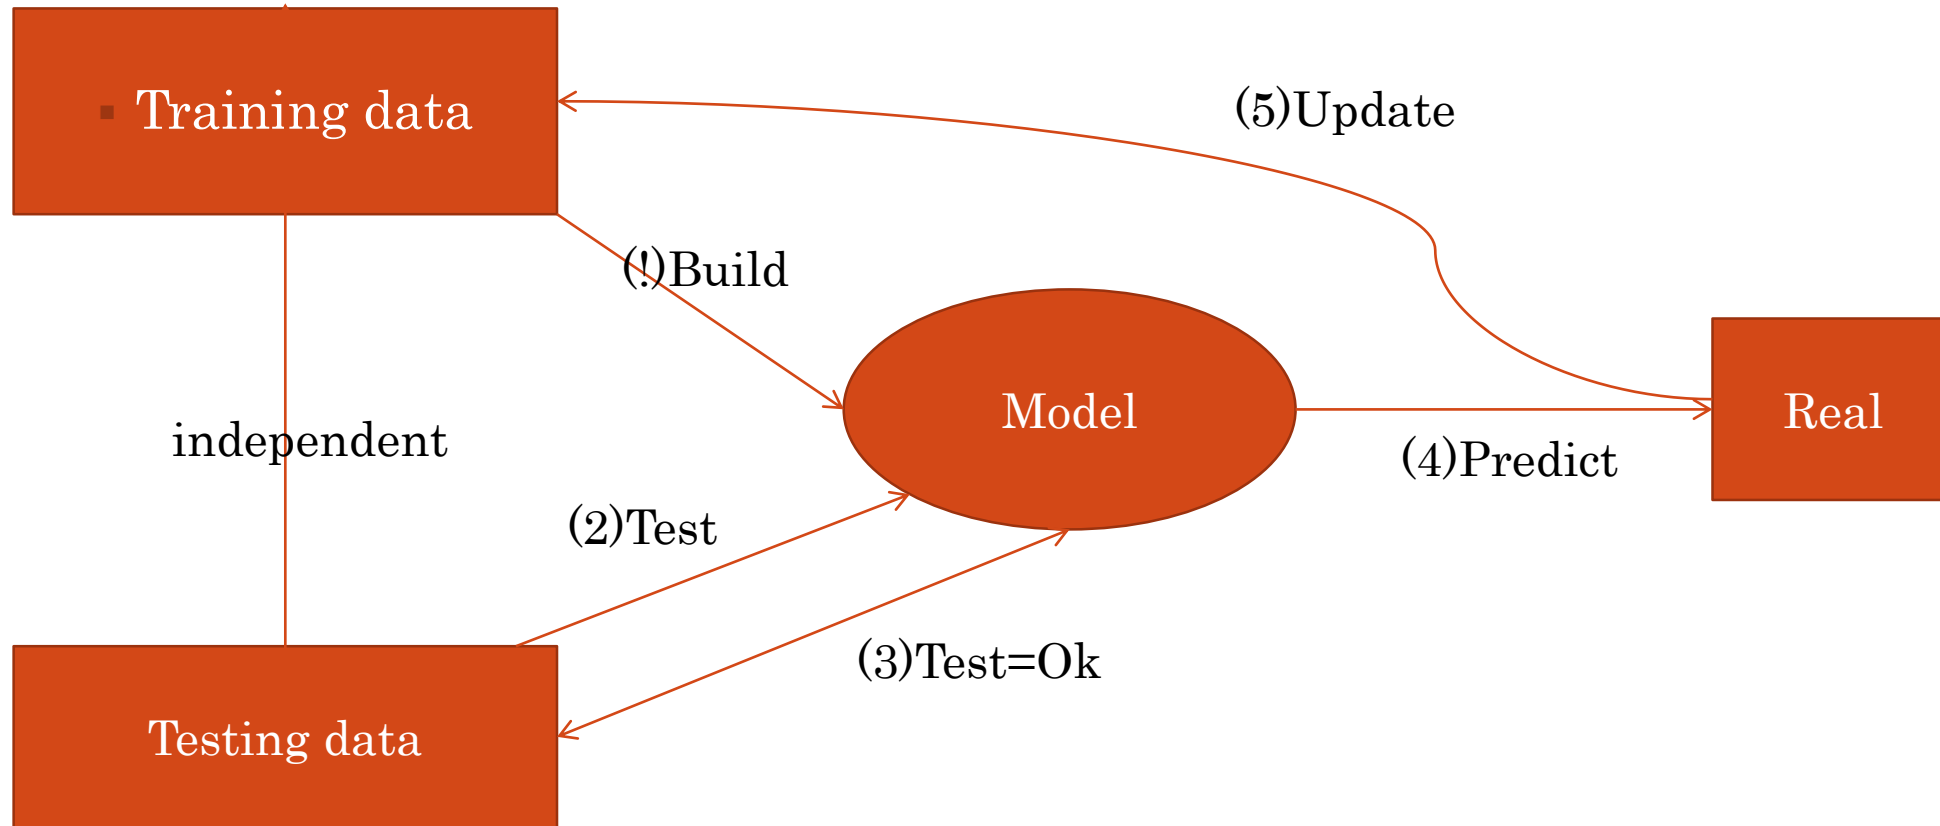 ▪ Training data
(5)Update
(!)Build
Model
Real
independent
(4)Predict
(2)Test
(3)Test=Ok
Testing data